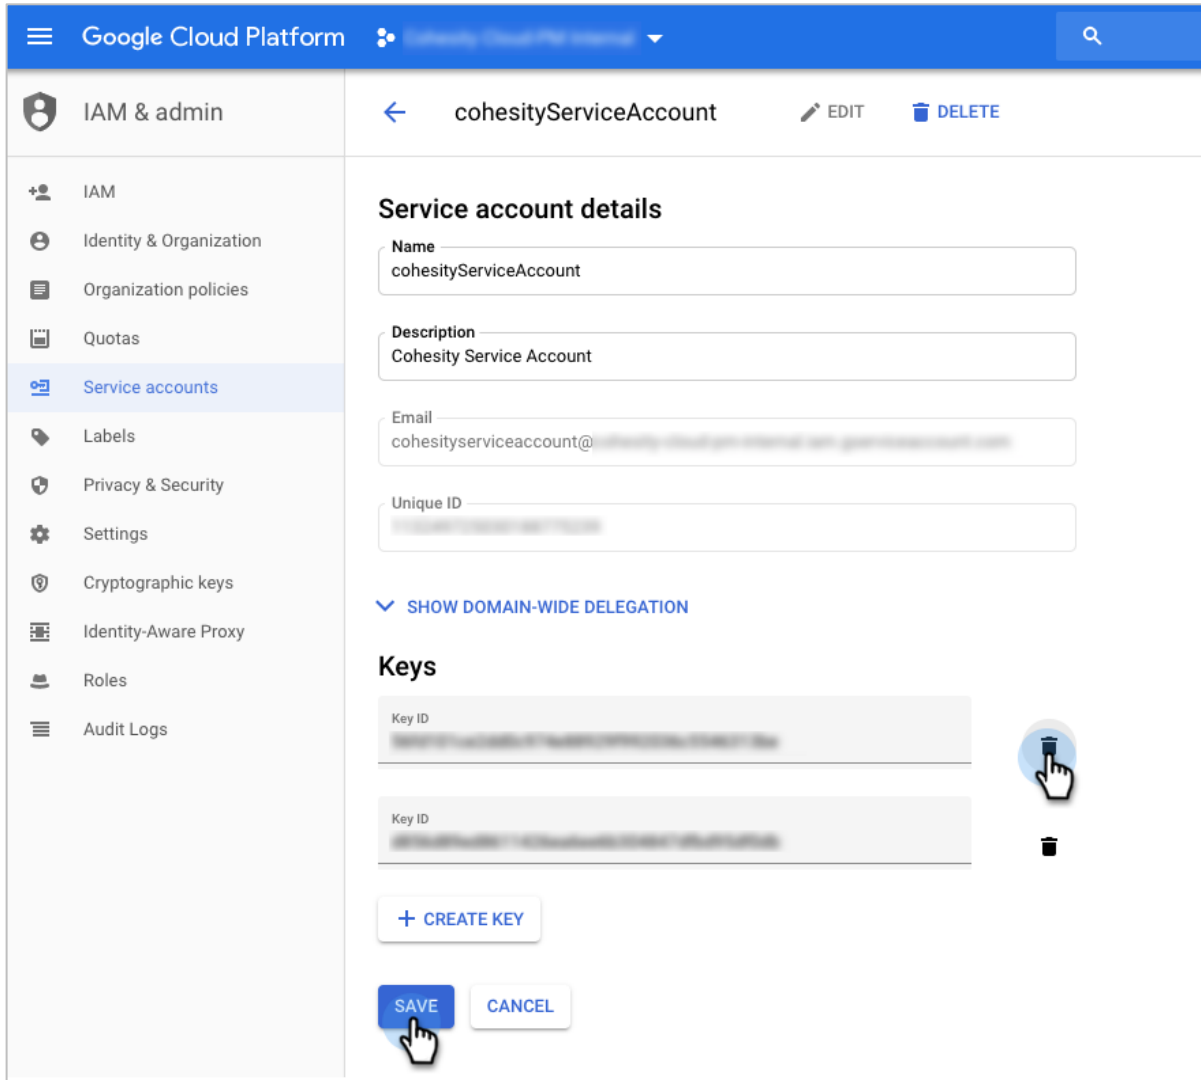 Google Cloud Platform
IAM & admin
cohesityServiceAccount
EDIT
DELETE
IAM
Identity & Organization
Organization policies
Quotas
Service accounts
Labels
Privacy & Security
Settings
Cryptographic keys
Identity-Aware Proxy
Roles
Audit Logs
Service account details
Name
cohesityServiceAccount
Description
Cohesity Service Account
Email
cohesityserviceaccount@
Unique ID
SHOW DOMAIN-WIDE DELEGATION
Keys
Key ID
Key ID
CREATE KEY
SAVE
CANCEL